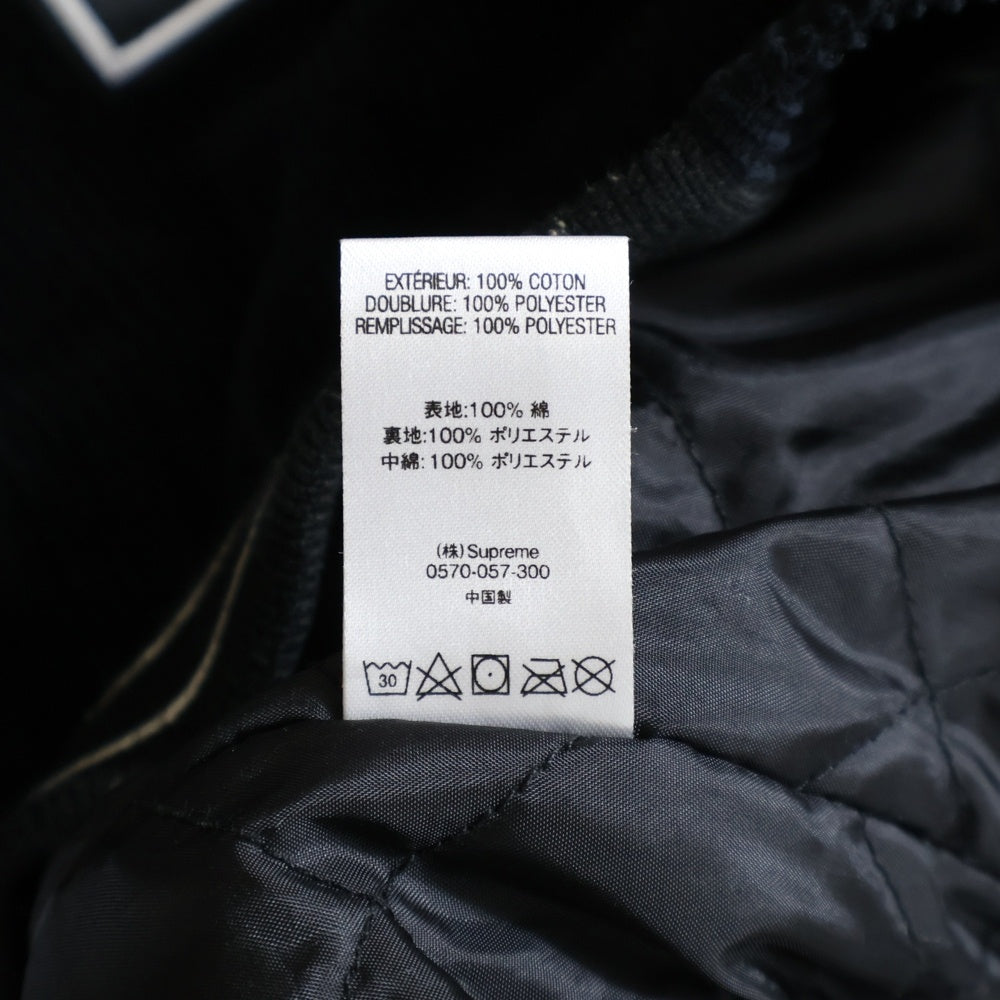 EXTÉRIEUR: 100% COTON
DOUBLURE: 100% POLYESTER
REMPLISSAGE: 100% POLYESTER
表地:100% 綿
裏地:100% ポリエステル
中綿:100% ポリエステル
(株)Supreme
0570-057-300
中国製
30